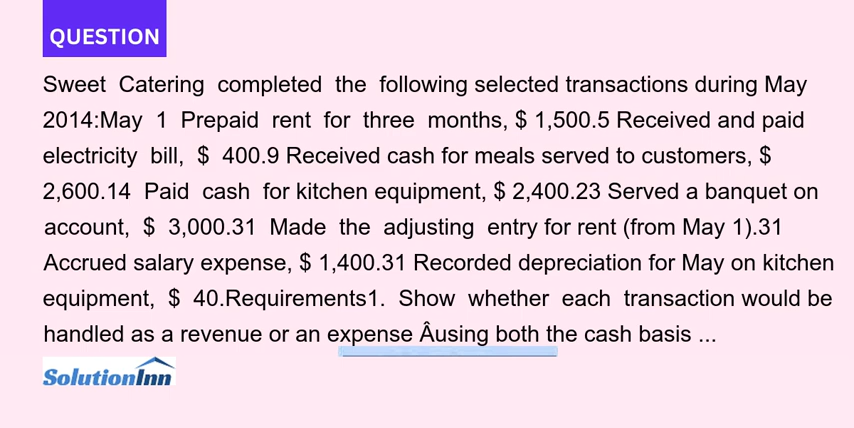 QUESTION
Sweet Catering completed the following selected transactions during May
2014:May 1 Prepaid rent for three months, $ 1,500.5 Received and paid
electricity bill, $ 400.9 Received cash for meals served to customers, $
2,600.14 Paid cash for kitchen equipment, $ 2,400.23 Served a banquet on
account, $ 3,000.31 Made the adjusting entry for rent (from May 1).31
Accrued salary expense, $ 1,400.31 Recorded depreciation for May on kitchen
equipment, $ 40.Requirements1. Show whether each transaction would be
handled as a revenue or an expense Âusing both the cash basis ...
SolutionInn